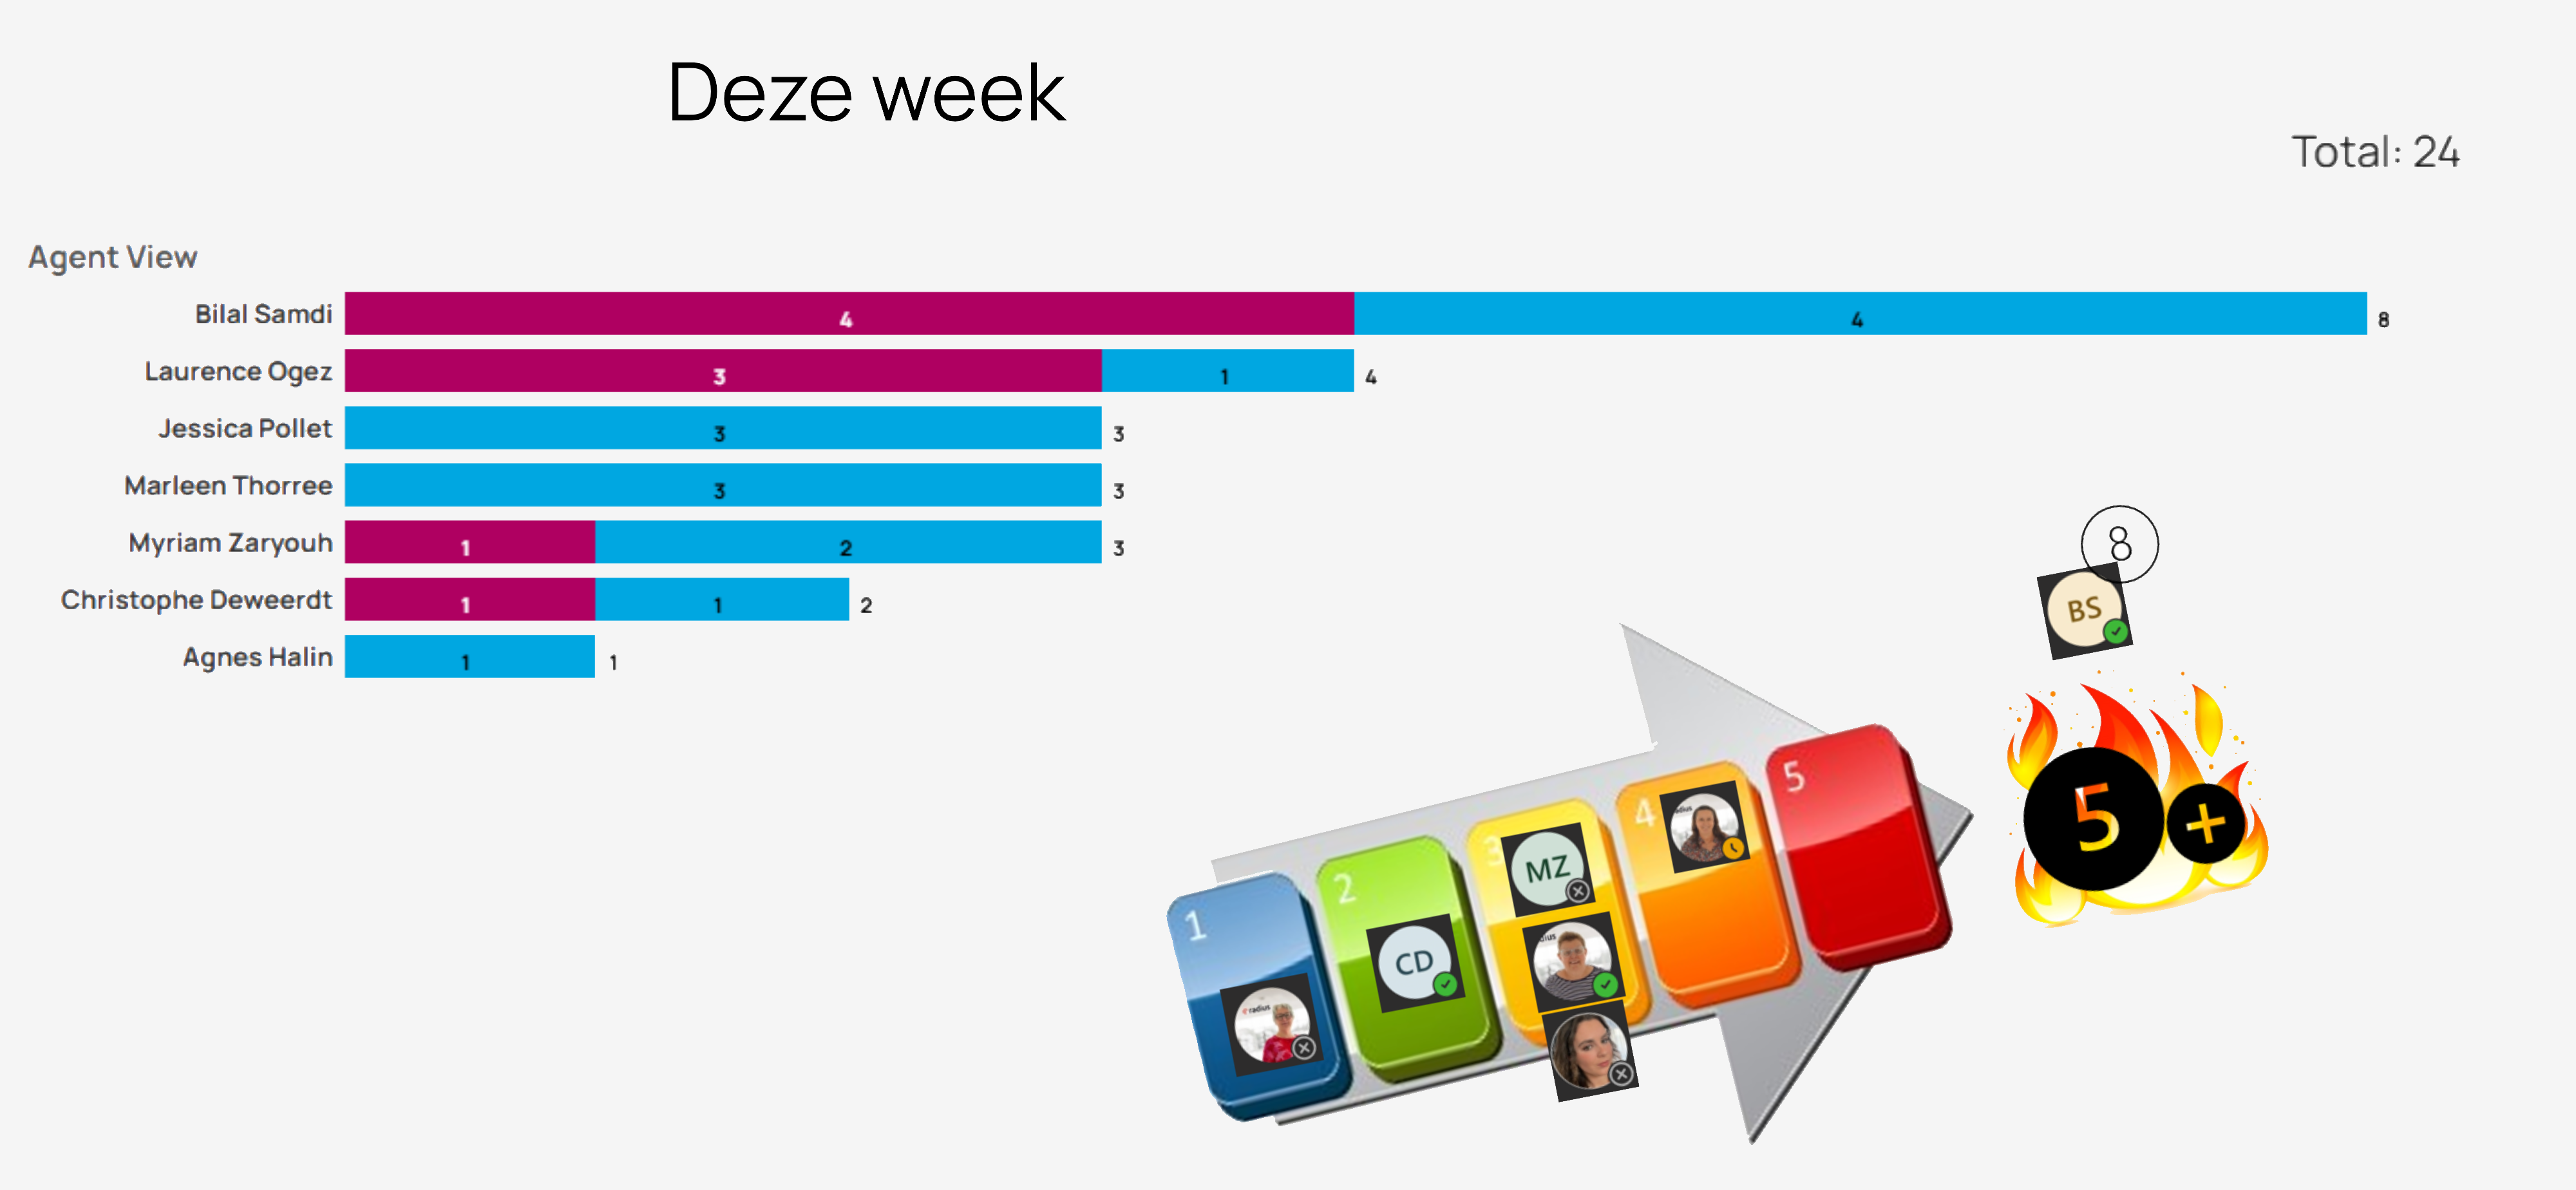 Deze week
Total: 24
Agent View
Bilal Samdi 4 4 8
Laurence Ogez 3 1 4
Jessica Pollet 3 3
Marleen Thorree 3 3
Myriam Zaryouh 1 2 3
Christophe Deweerdt 1 1 2
Agnes Halin 1 1
8
BS
5 +
5
4
3
MZ
2
CD
1
radius